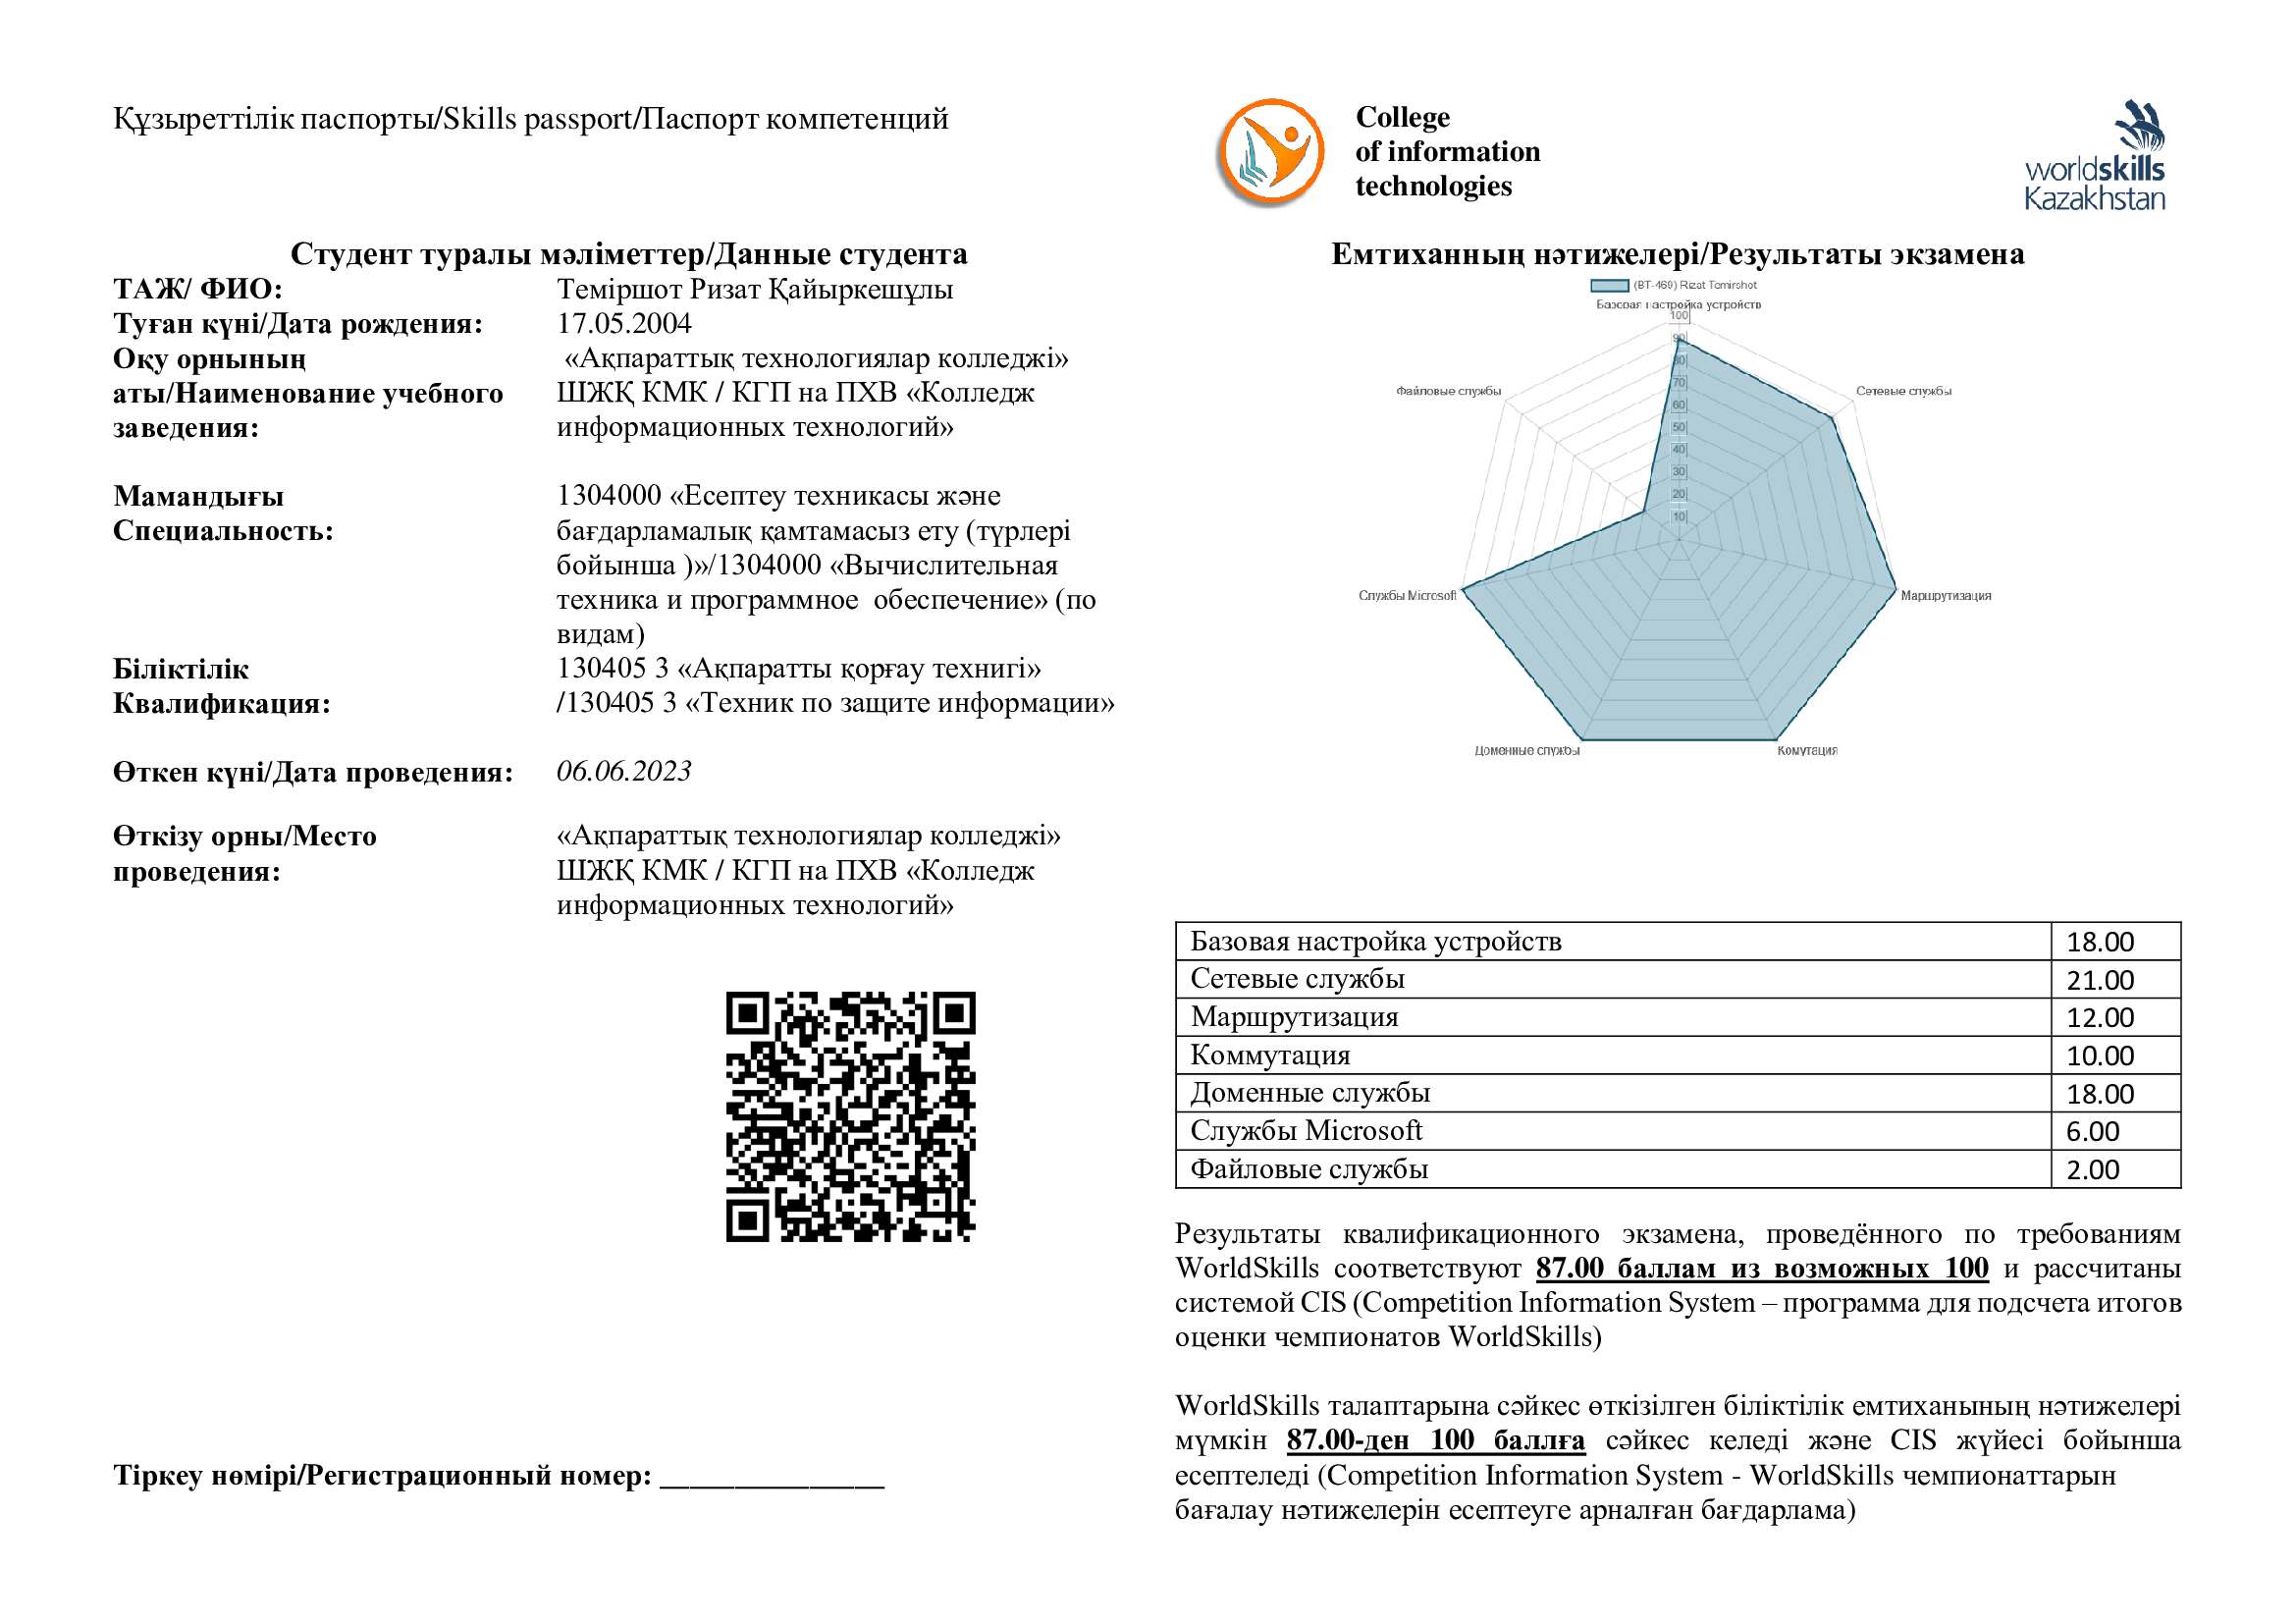 Құзыреттілік паспорты/Skills passport/Паспорт компетенций
Студент туралы мәліметтер/Данные студента
ТАЖ/ ФИО: Теміршот Ризат Қайыркешұлы
Туған күні/Дата рождения: 17.05.2004
Оқу орнының «Ақпараттық технологиялар колледжі»
аты/Наименование учебного ШЖҚ КМК / КГП на ПХВ «Колледж
заведения: информационных технологий»
Мамандығы 1304000 «Есептеу техникасы және
Специальность: бағдарламалық қамтамасыз ету (түрлері
бойынша )»/1304000 «Вычислительная
техника и программное обеспечение» (по
видам)
Біліктілік 130405 3 «Ақпаратты қорғау технигі»
Квалификация: /130405 3 «Техник по защите информации»
Өткен күні/Дата проведения: 06.06.2023
Өткізу орны/Место «Ақпараттық технологиялар колледжі»
проведения: ШЖҚ КМК / КГП на ПХВ «Колледж
информационных технологий»
Тіркеу нөмірі/Регистрационный номер: _______________
College
of information
technologies
worldskills
Kazakhstan
Емтиханның нәтижелері/Результаты экзамена
(BT-469) Rizat Temirshot
Базовая настройка устройств
100
90
80
70
60
50
40
30
20
10
Файловые службы
Сетевые службы
Службы Microsoft
Маршрутизация
Доменные службы
Комутация
Базовая настройка устройств 18.00
Сетевые службы 21.00
Маршрутизация 12.00
Коммутация 10.00
Доменные службы 18.00
Службы Microsoft 6.00
Файловые службы 2.00
Результаты квалификационного экзамена, проведённого по требованиям
WorldSkills соответствуют 87.00 баллам из возможных 100 и рассчитаны
системой CIS (Competition Information System – программа для подсчета итогов
оценки чемпионатов WorldSkills)
WorldSkills талаптарына сәйкес өткізілген біліктілік емтиханының нәтижелері
мүмкін 87.00-ден 100 баллға сәйкес келеді және CIS жүйесі бойынша
есептеледі (Competition Information System - WorldSkills чемпионаттарын
бағалау нәтижелерін есептеуге арналған бағдарлама)